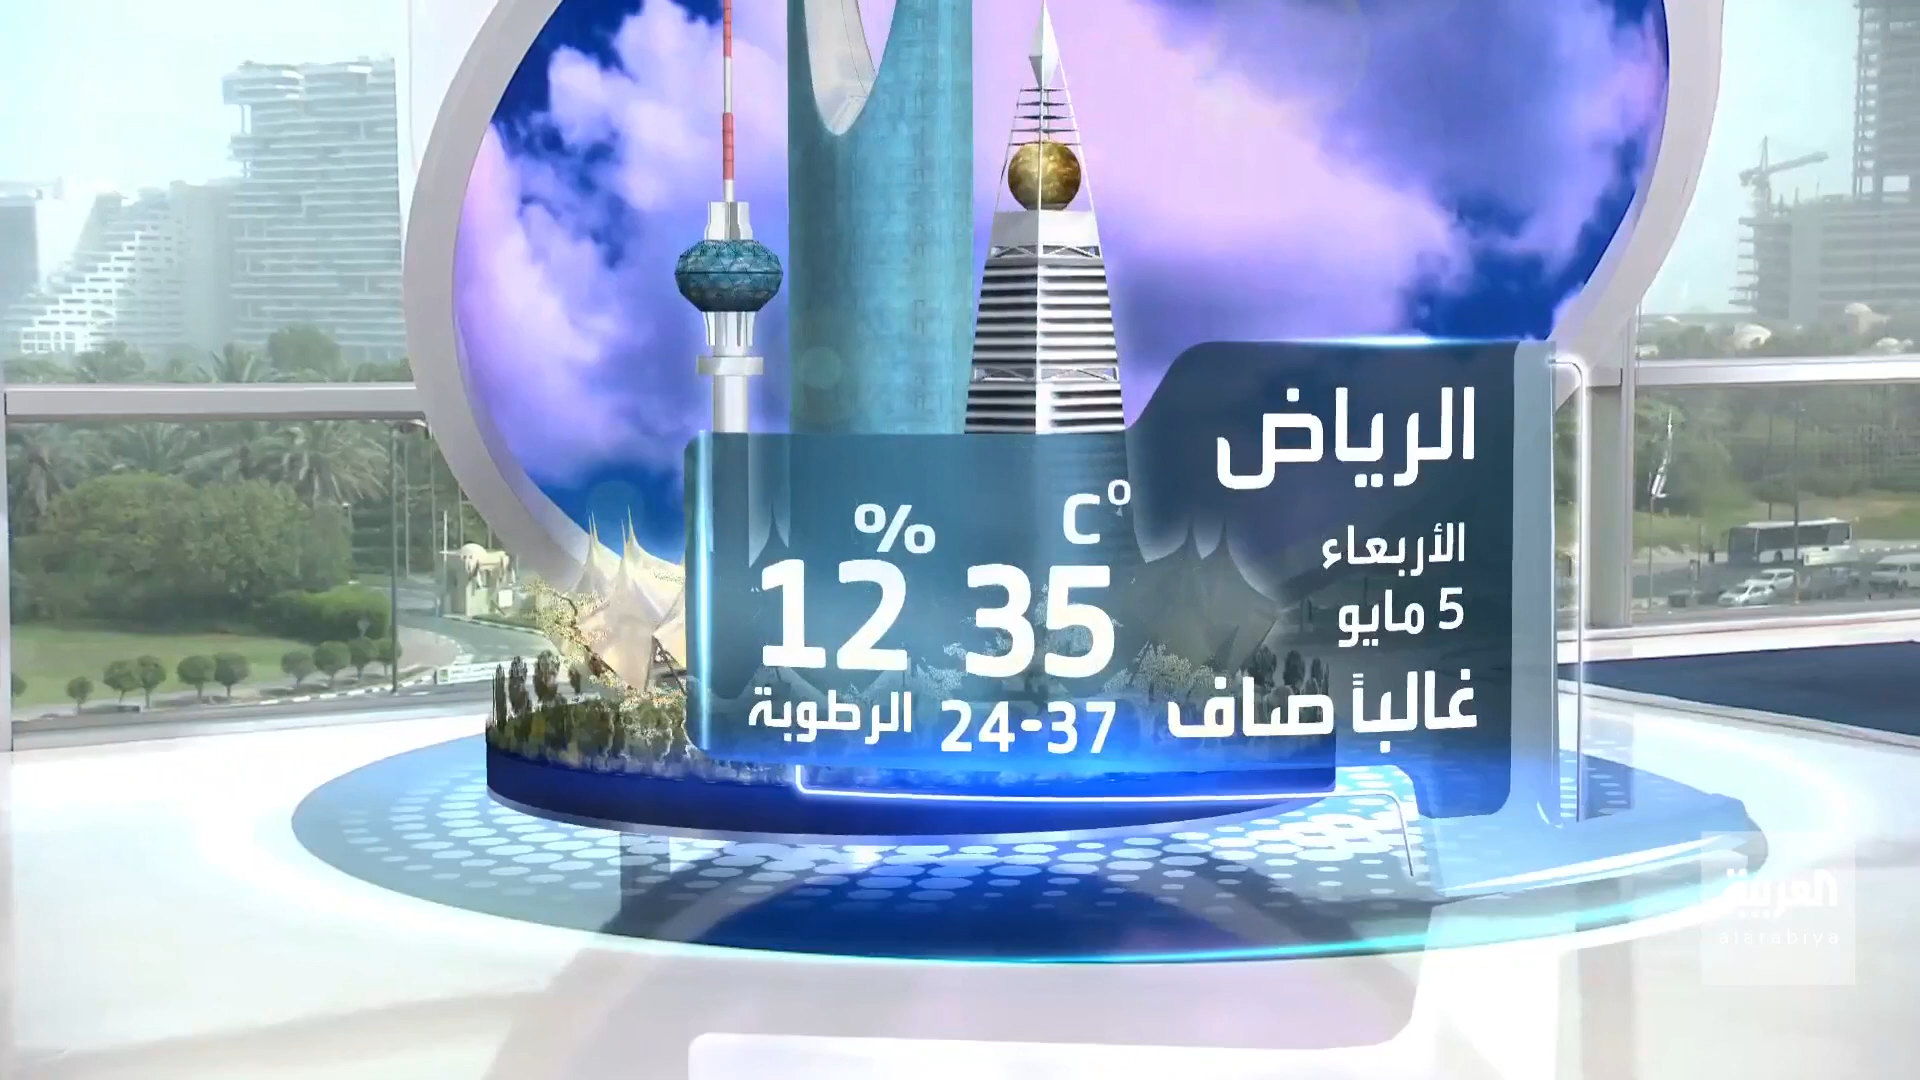 الرياض
الأربعاء
5 مايو
غالباً صاف
C°
35
24-37
%
12
الرطوبة
العربية
alarabiya